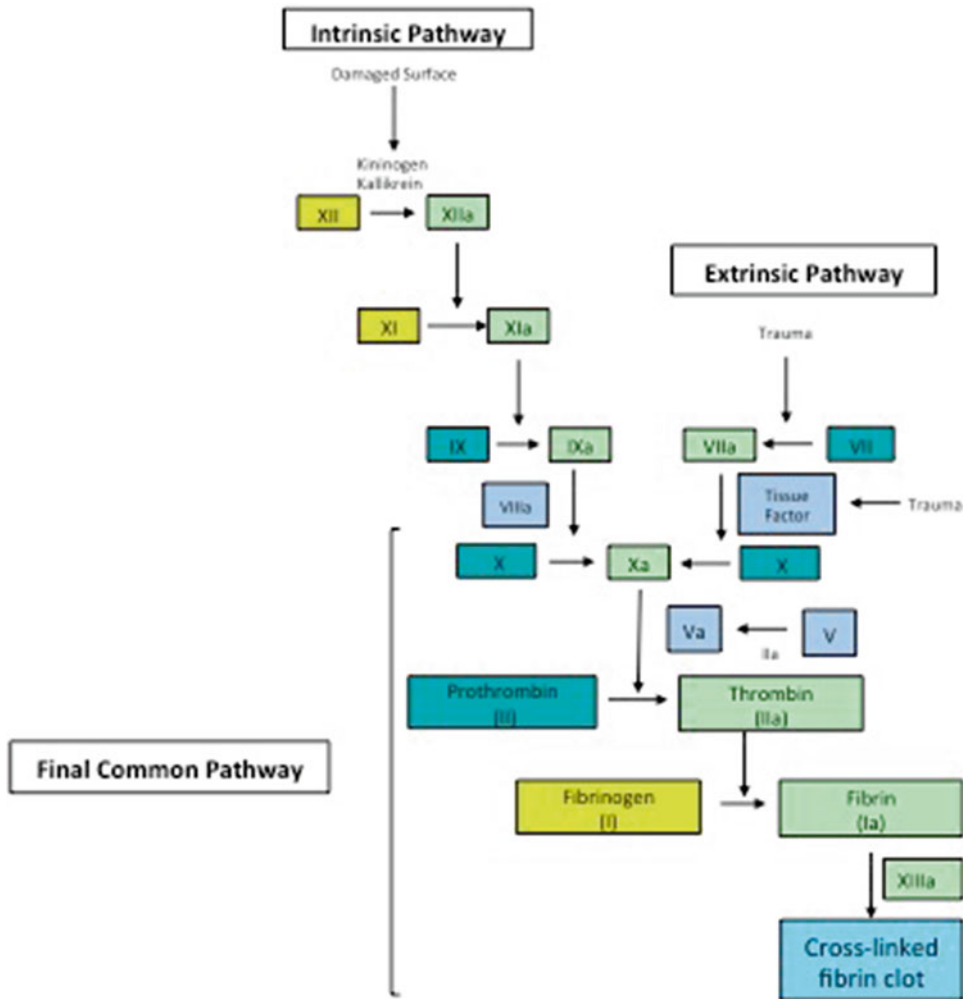 Intrinsic Pathway
Damaged Surface
Kininogen
Kallikrein
XII
XIIa
Extrinsic Pathway
XI
XIa
Trauma
IX
IXa
VIIa
VII
VIIIa
Tissue
Factor
Trauma
X
Xa
X
Va
V
IIa
Prothrombin
(II)
Thrombin
(IIa)
Final Common Pathway
Fibrinogen
(I)
Fibrin
(Ia)
XIIIa
Cross-linked
fibrin clot